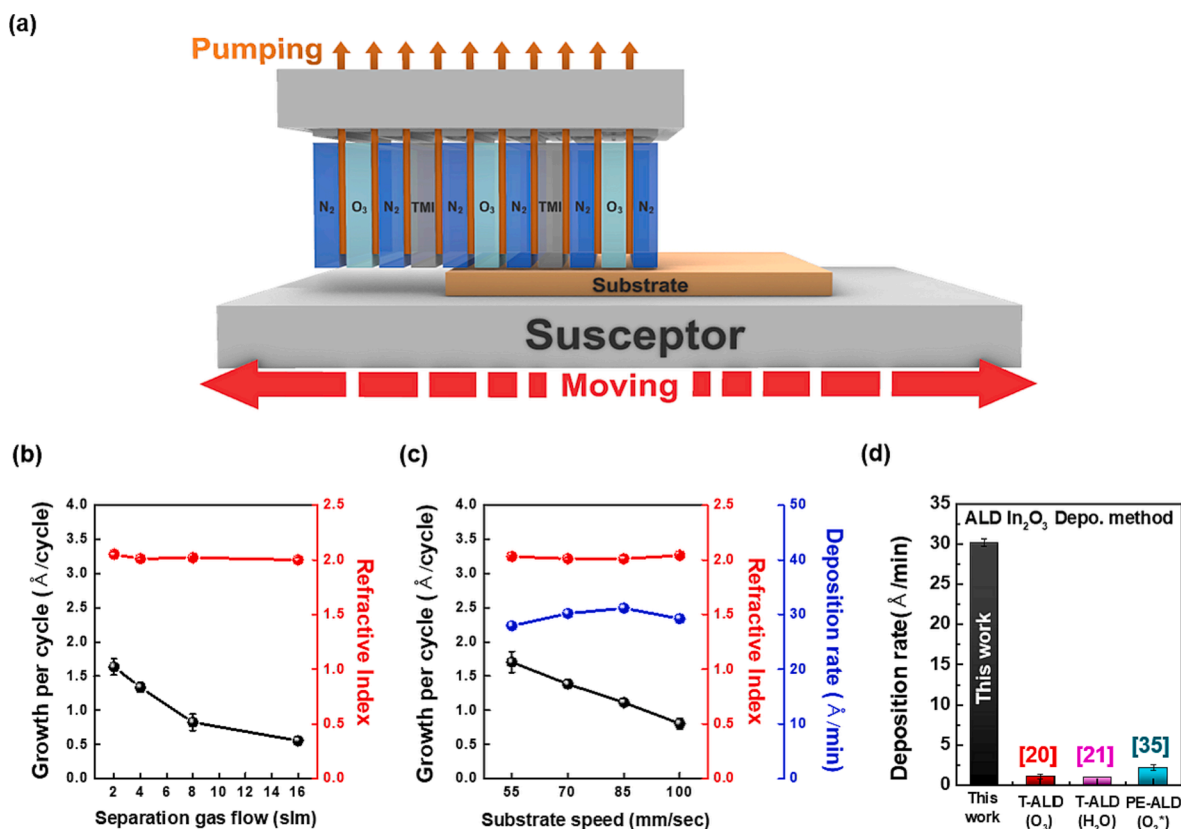 (a)
Pumping
N₂ O₃ N₂ TMI N₂ O₃ N₂ TMI N₂ O₃ N₂
Substrate
Susceptor
Moving
(b)
4.0
3.5
3.0
2.5
2.0
1.5
1.0
0.5
0.0
Growth per cycle (Å/cycle)
2.5
2.0
1.5
1.0
0.5
0.0
Refractive Index
2 4 6 8 10 12 14 16
Separation gas flow (slm)
(c)
4.0
3.5
3.0
2.5
2.0
1.5
1.0
0.5
0.0
Growth per cycle (Å/cycle)
2.5
2.0
1.5
1.0
0.5
0.0
Refractive Index
50
40
30
20
10
0
Deposition rate (Å/min)
55 70 85 100
Substrate speed (mm/sec)
(d)
35
30
25
20
15
10
5
0
Deposition rate(Å/min)
ALD In₂O₃ Depo. method
This work
[20] [21] [35]
This work
T-ALD (O₃)
T-ALD (H₂O)
PE-ALD (O₂*)